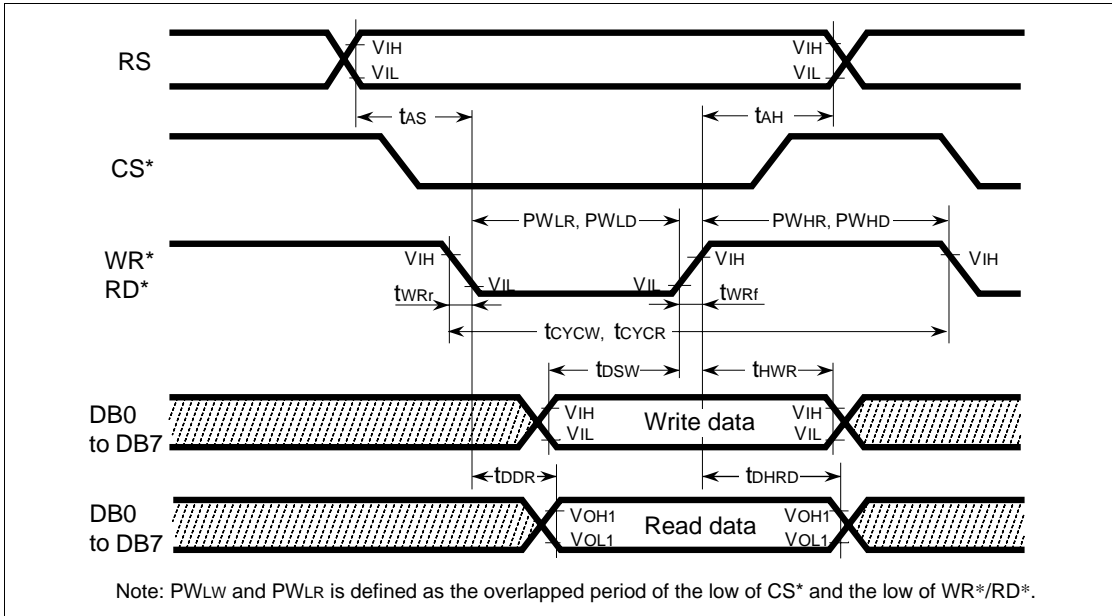 RS
VIH
VIL
VIH
VIL
tAS
tAH
CS*
PWLR, PWLD
PWHR, PWHD
WR*
RD*
VIH
VIL
VIL
VIH
VIH
tWRr
tWRf
tCYCW, tCYCR
tDSW
tHWR
DB0
to DB7
VIH
VIL
Write data
VIH
VIL
tDDR
tDHRD
DB0
to DB7
VOH1
VOL1
Read data
VOH1
VOL1
Note: PWLW and PWLR is defined as the overlapped period of the low of CS* and the low of WR*/RD*.